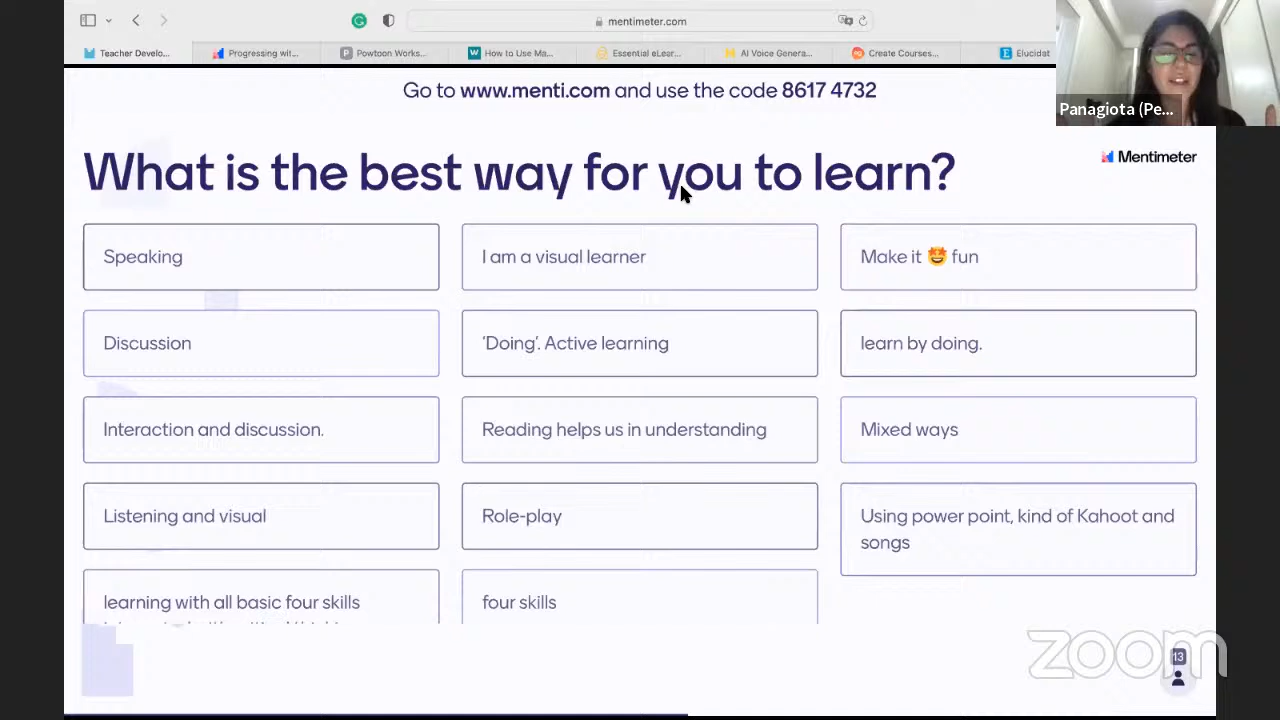 mentimeter.com
Teacher Develo...
Progressing wit...
Powtoon Works...
How to Use Ma...
Essential eLear...
AI Voice Genera...
Create Courses...
Elucidat
Panagiota (Pe...
Go to www.menti.com and use the code 8617 4732
Mentimeter
What is the best way for you to learn?
Speaking
I am a visual learner
Make it 🤩 fun
Discussion
'Doing'. Active learning
learn by doing.
Interaction and discussion.
Reading helps us in understanding
Mixed ways
Listening and visual
Role-play
Using power point, kind of Kahoot and
songs
learning with all basic four skills
four skills
zoom
13